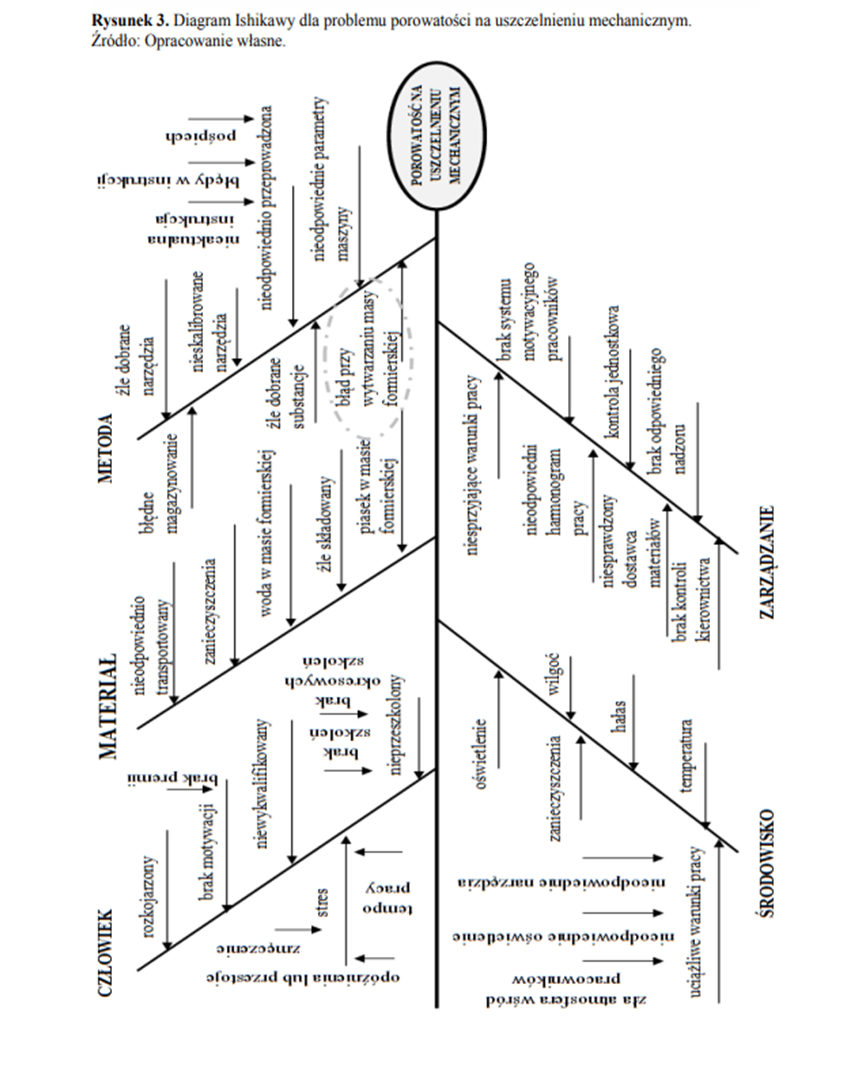 Rysunek 3. Diagram Ishikawy dla problemu porowatości na uszczelnieniu mechanicznym.
Źródło: Opracowanie własne.
CZŁOWIEK
rozkojarzony
brak motywacji
brak premii
niewykwalifikowany
brak
szkoleń
brak
okresowych
szkoleń
nieprzeszkolony
stres
zmęczenie
opóźnienia lub przestoje
tempo
pracy
MATERIAŁ
nieodpowiednio
transportowany
zanieczyszczenia
woda w masie formierskiej
źle składowany
piasek w masie
formierskiej
METODA
źle dobrane
narzędzia
błędne
magazynowanie
nieskalibrowane
narzędzia
nieaktualna
instrukcja
błędy w instrukcji
pośpiech
nieodpowiednio przeprowadzona
źle dobrane
substancje
nieodpowiednie parametry
maszyny
błąd przy
wytwarzaniu masy
formierskiej
POROWATOŚĆ NA
USZCZELNIENIU
MECHANICZNYM
ŚRODOWISKO
oświetlenie
wilgoć
zanieczyszczenia
hałas
temperatura
uciążliwe warunki pracy
nieodpowiednie narzędzia
nieodpowiednie oświetlenie
zła atmosfera wśród
pracowników
ZARZĄDZANIE
niesprzyjające warunki pracy
brak systemu
motywacyjnego
pracowników
nieodpowiedni
harmonogram
pracy
kontrola jednostkowa
niesprawdzony
dostawca
materiałów
brak odpowiedniego
nadzoru
brak kontroli
kierownictwa